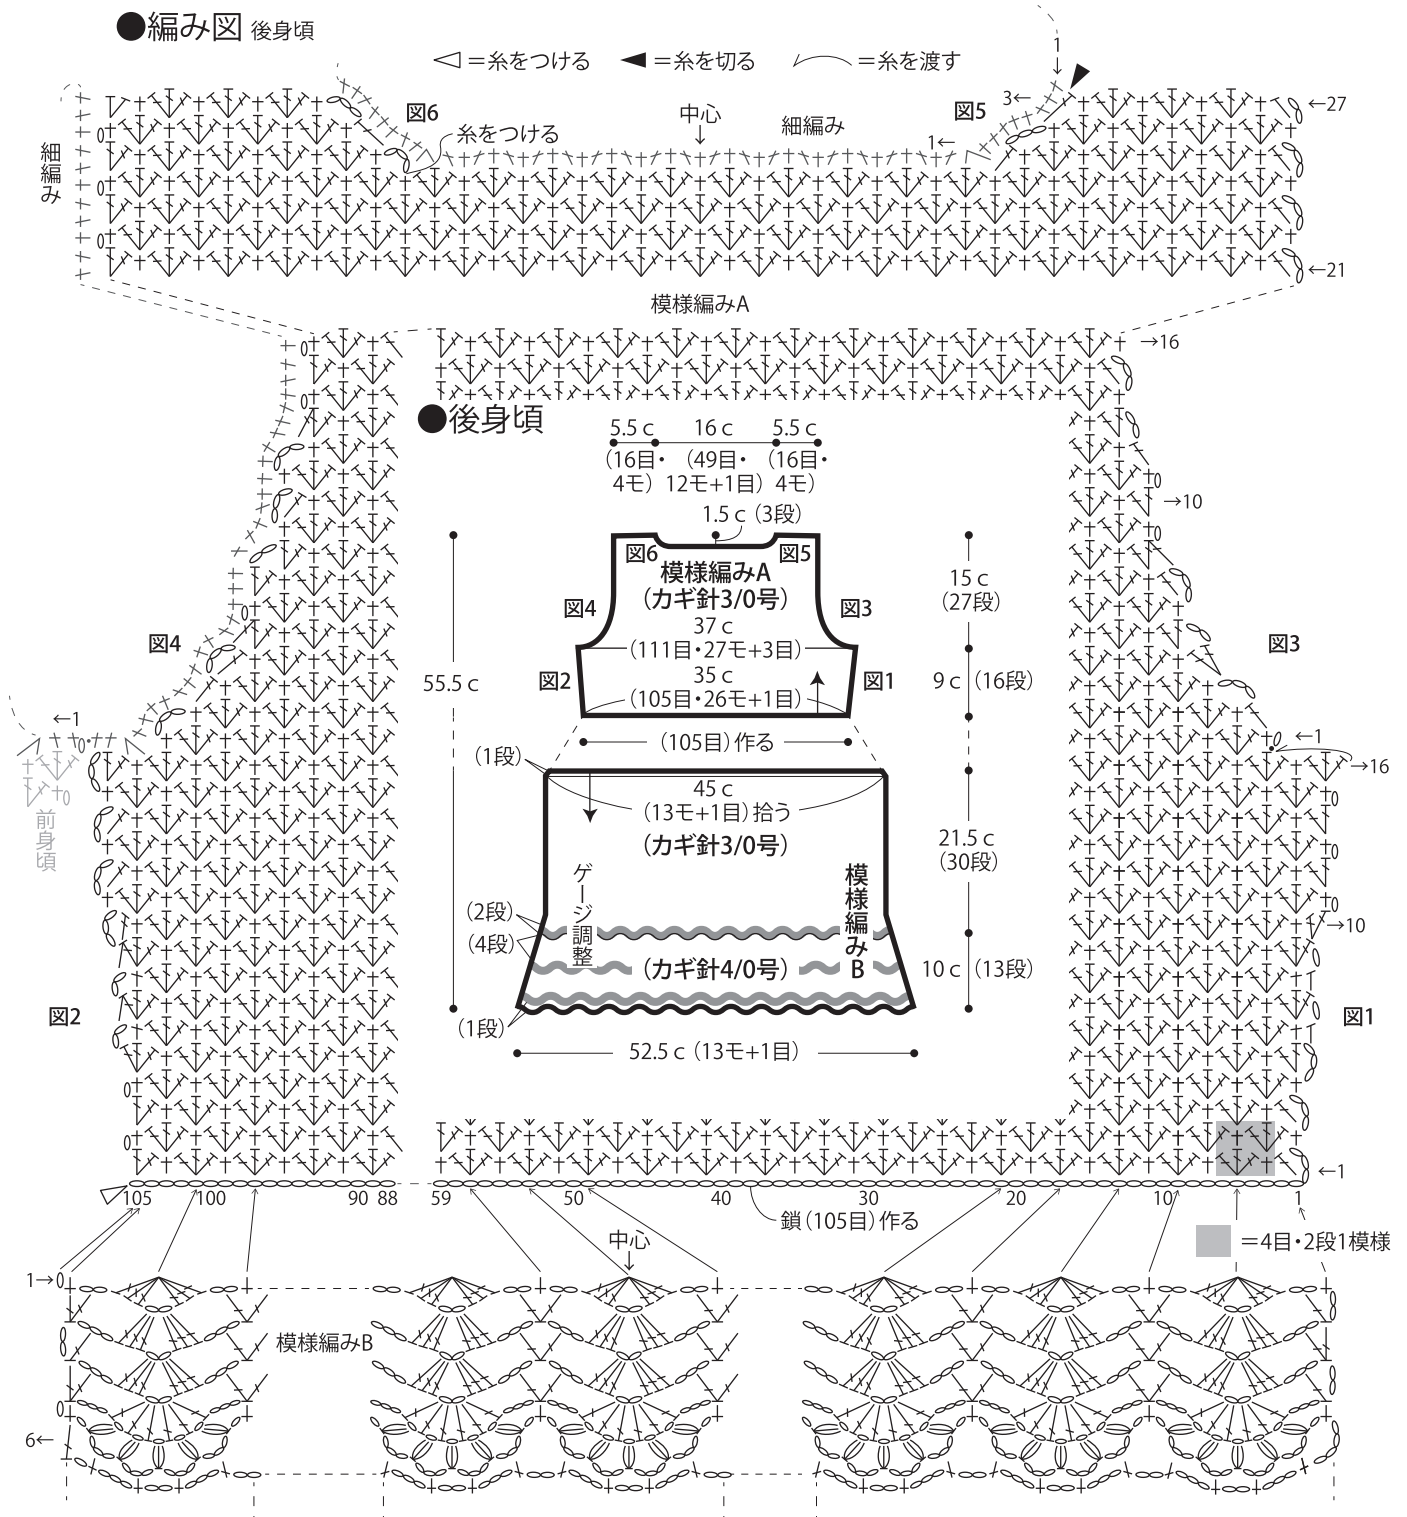 ●編み図 後身頃
=糸をつける
=糸を切る
=糸を渡す
1
図6
中心
図5
3←
←27
糸をつける
細編み
1←
細編み
←21
模様編みA
→16
●後身頃
5.5 c 16 c 5.5 c
(16目・ (49目・ (16目・
4モ) 12モ+1目) 4モ)
→10
1.5 c (3段)
図6 図5
模様編みA
(カギ針3/0号)
15 c
(27段)
図4 図3
37 c
(111目・27モ+3目)
図4
図3
35 c
(105目・26モ+1目)
図2 図1
55.5 c
9 c (16段)
←1
←1
→16
(105目)作る
(1段)
45 c
(13モ+1目)拾う
前身頃
(カギ針3/0号)
21.5 c
(30段)
ゲージ調整
模様編みB
(2段)
(4段)
→10
(カギ針4/0号)
10 c (13段)
図2
図1
(1段)
52.5 c (13モ+1目)
←1
105 100 90 88 59 50 40 30 20 10 1
鎖(105目)作る
中心
=4目・2段1模様
1→
模様編みB
6←